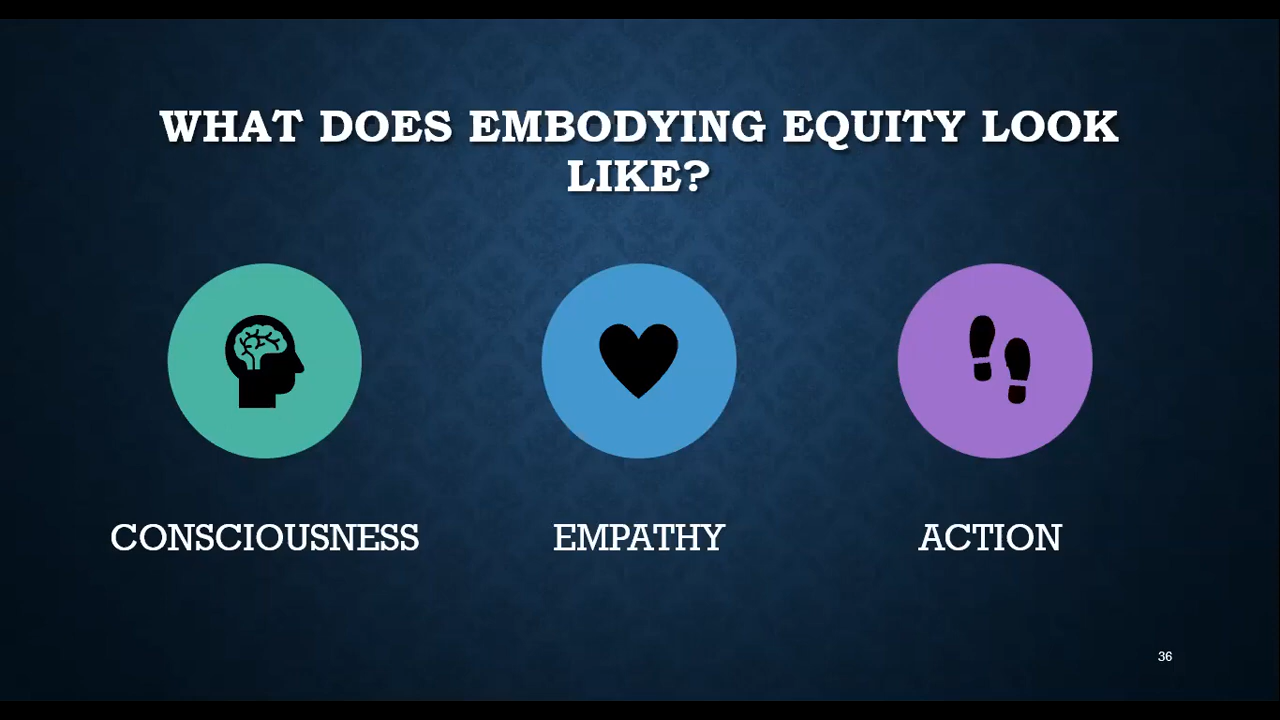 WHAT DOES EMBODYING EQUITY LOOK
LIKE?
CONSCIOUSNESS
EMPATHY
ACTION
36